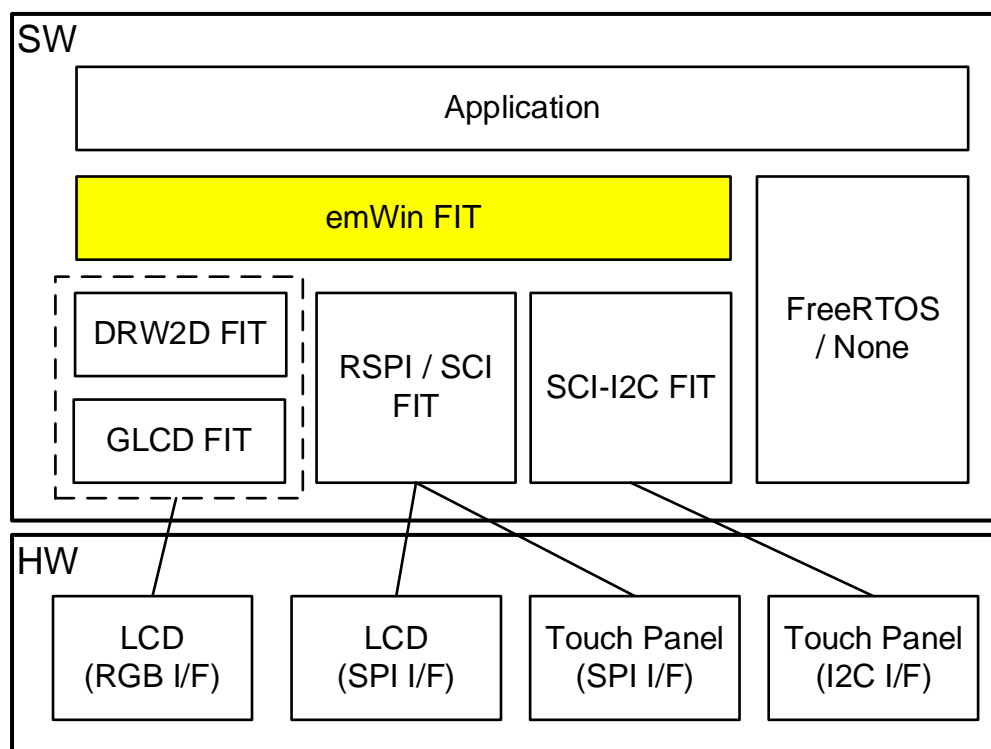 SW
Application
emWin FIT
DRW2D FIT
GLCD FIT
RSPI / SCI
FIT
SCI-I2C FIT
FreeRTOS
/ None
HW
LCD
(RGB I/F)
LCD
(SPI I/F)
Touch Panel
(SPI I/F)
Touch Panel
(I2C I/F)